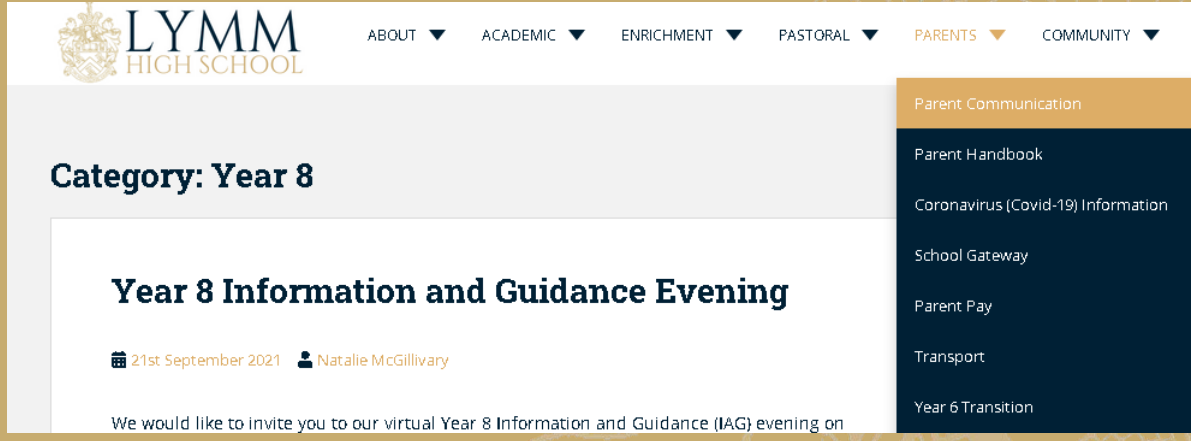 LYMM
HIGH SCHOOL
ABOUT
ACADEMIC
ENRICHMENT
PASTORAL
PARENTS
COMMUNITY
Parent Communication
Parent Handbook
Coronavirus (Covid-19) Information
School Gateway
Parent Pay
Transport
Year 6 Transition
Category: Year 8
Year 8 Information and Guidance Evening
21st September 2021 Natalie McGillivary
We would like to invite you to our virtual Year 8 Information and Guidance (IAG) evening on